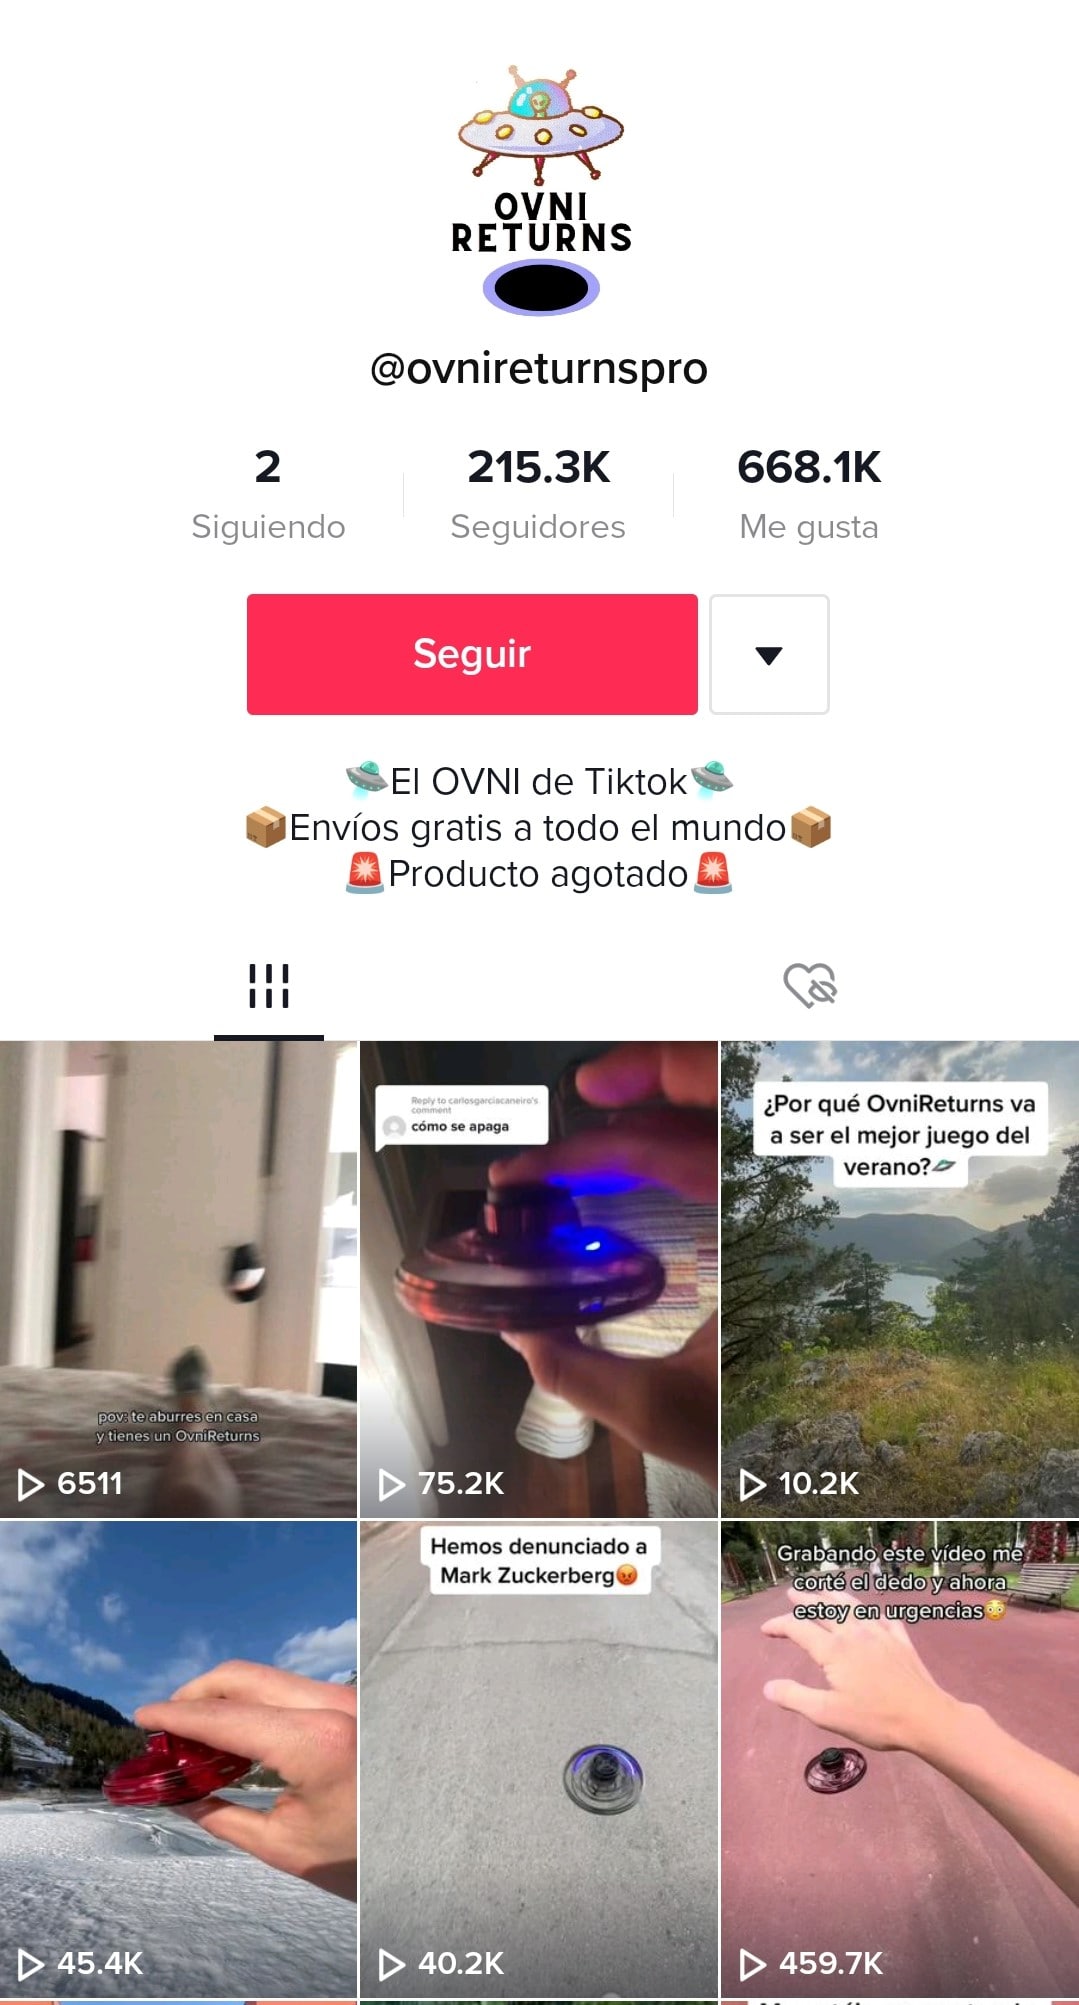 OVNI
RETURNS
@ovnireturnspro
2
Siguiendo
215.3K
Seguidores
668.1K
Me gusta
Seguir
🛸El OVNI de Tiktok🛸
📦Envíos gratis a todo el mundo📦
🚨Producto agotado🚨
pov: te aburres en casa
y tienes un OvniReturns
6511
Reply to carlosgarciacaneiro's
comment
cómo se apaga
75.2K
¿Por qué OvniReturns va
a ser el mejor juego del
verano?🛸
10.2K
45.4K
Hemos denunciado a
Mark Zuckerberg😡
40.2K
Grabando este vídeo me
corté el dedo y ahora
estoy en urgencias😳
459.7K